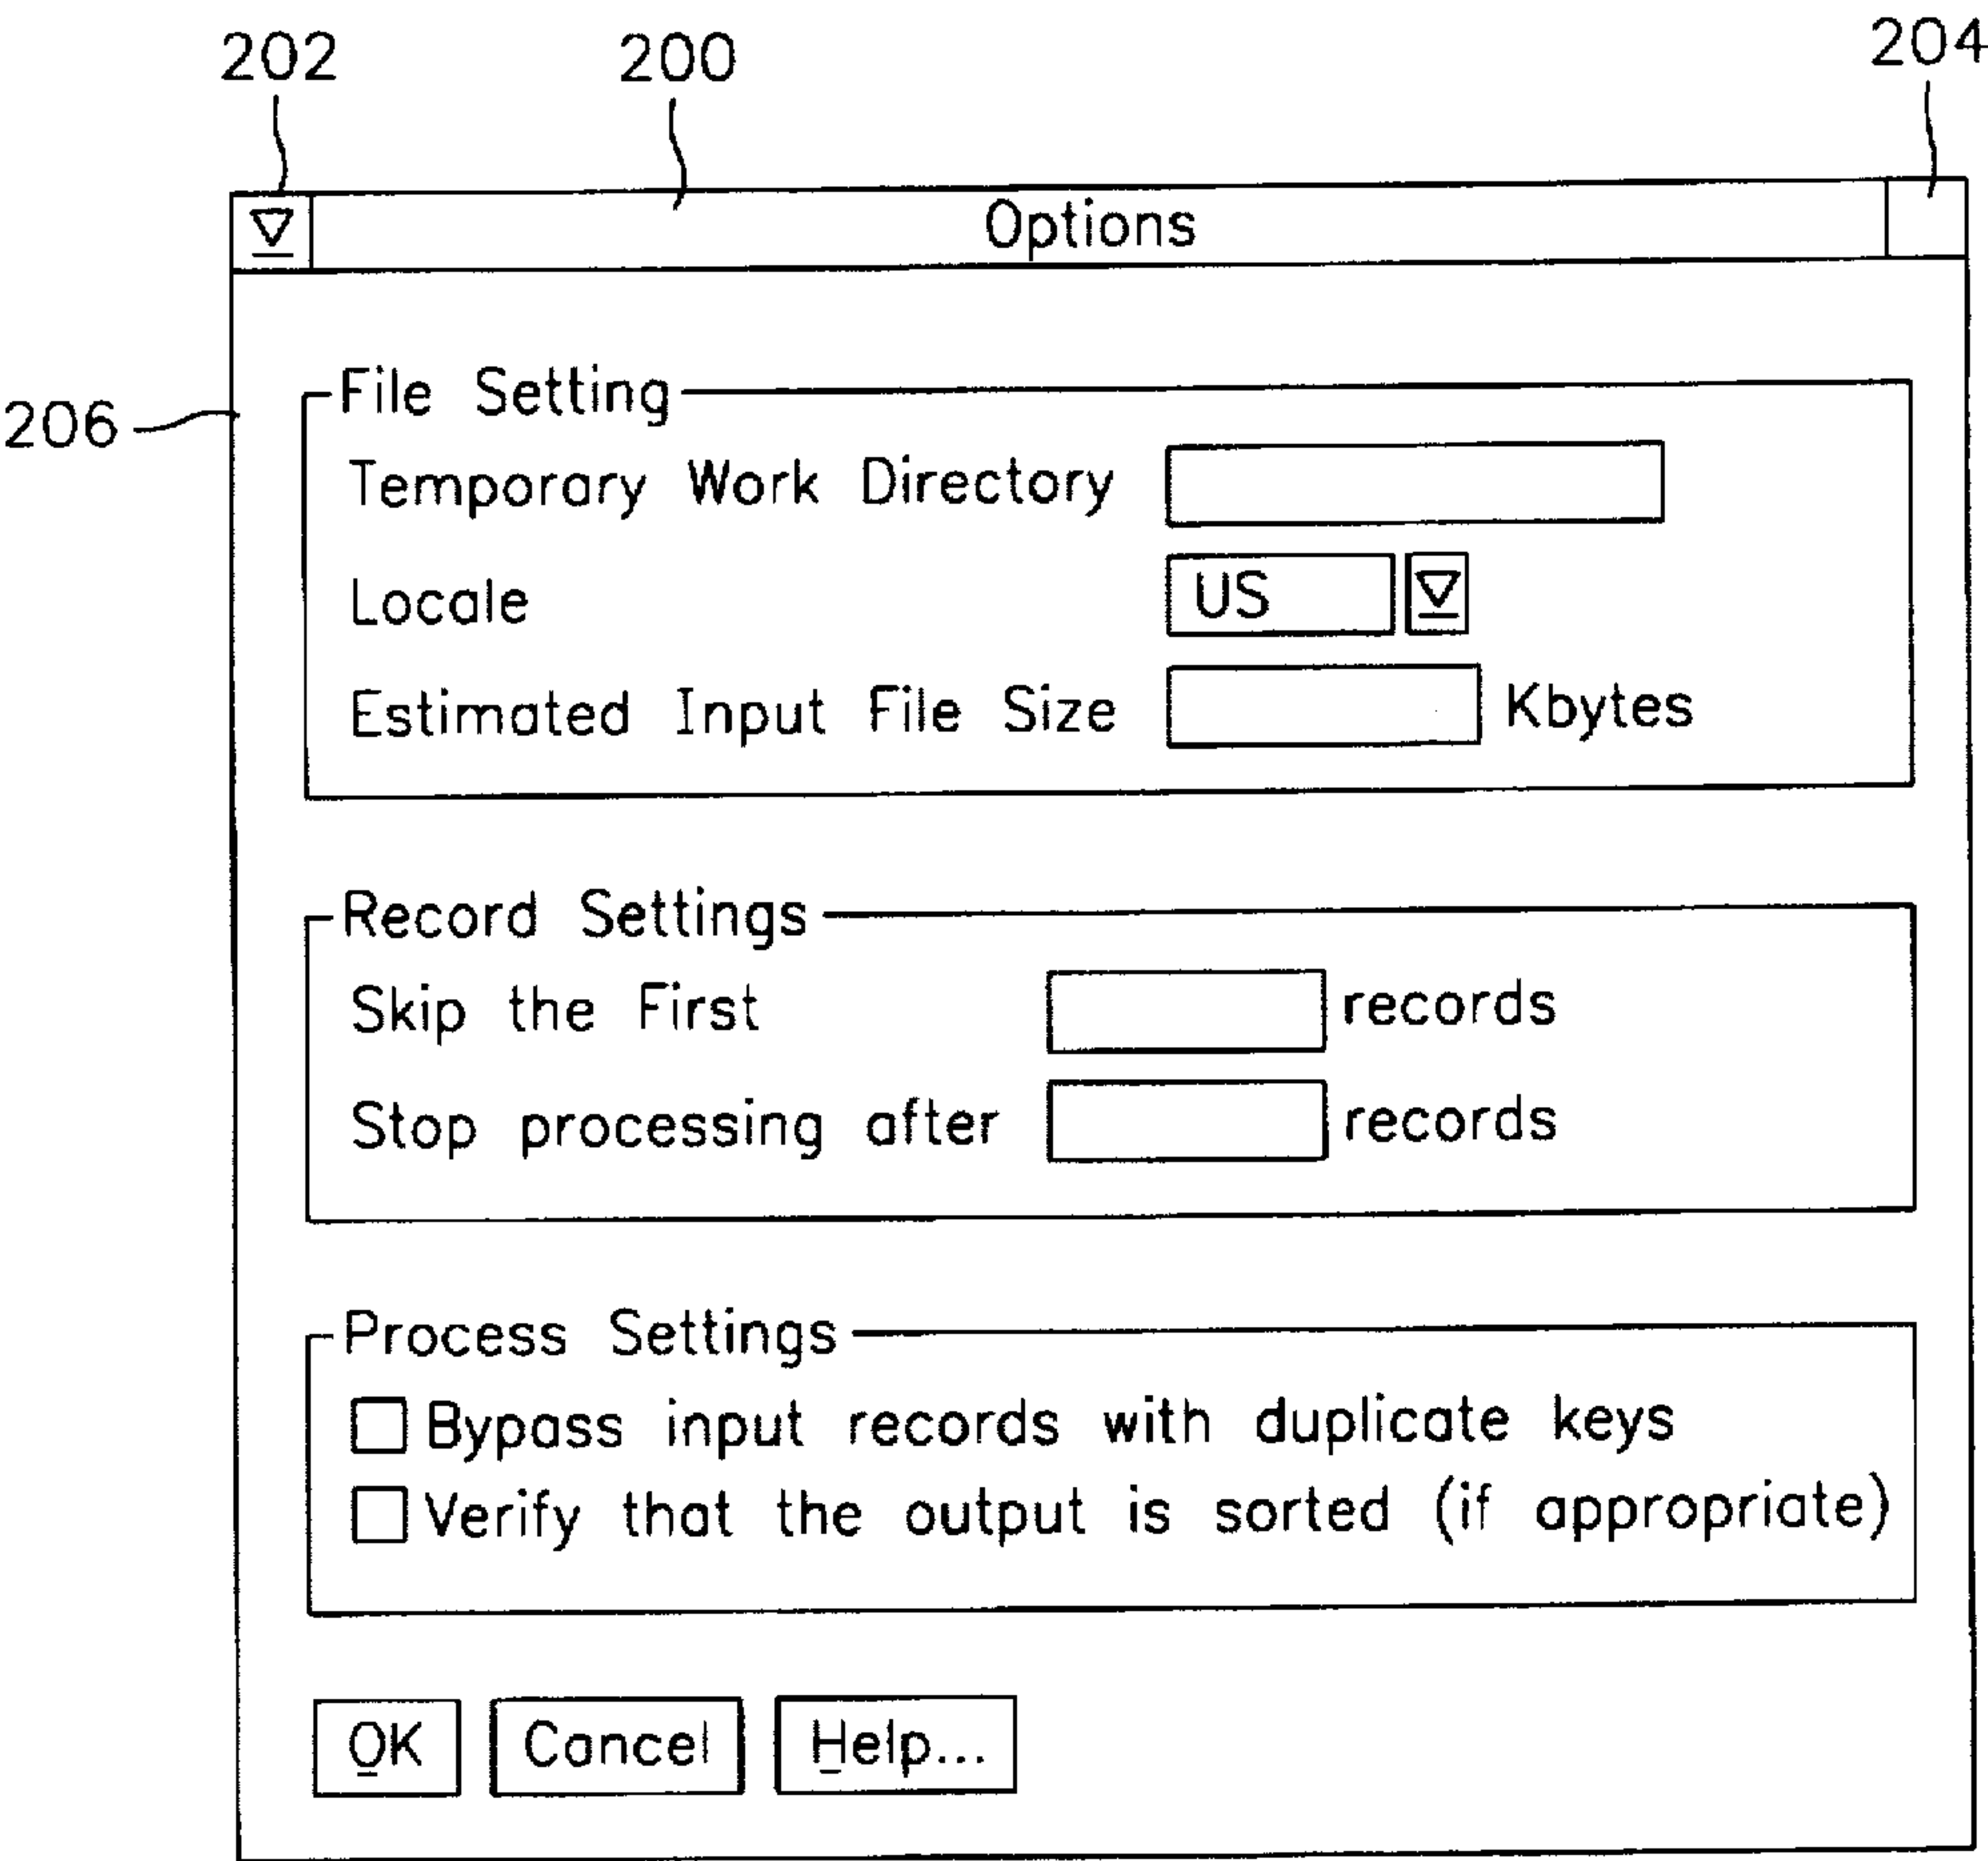 202 200 204
Options
206
File Setting
Temporary Work Directory
Locale US
Estimated Input File Size Kbytes
Record Settings
Skip the First records
Stop processing after records
Process Settings
Bypass input records with duplicate keys
Verify that the output is sorted (if appropriate)
OK Cancel Help...